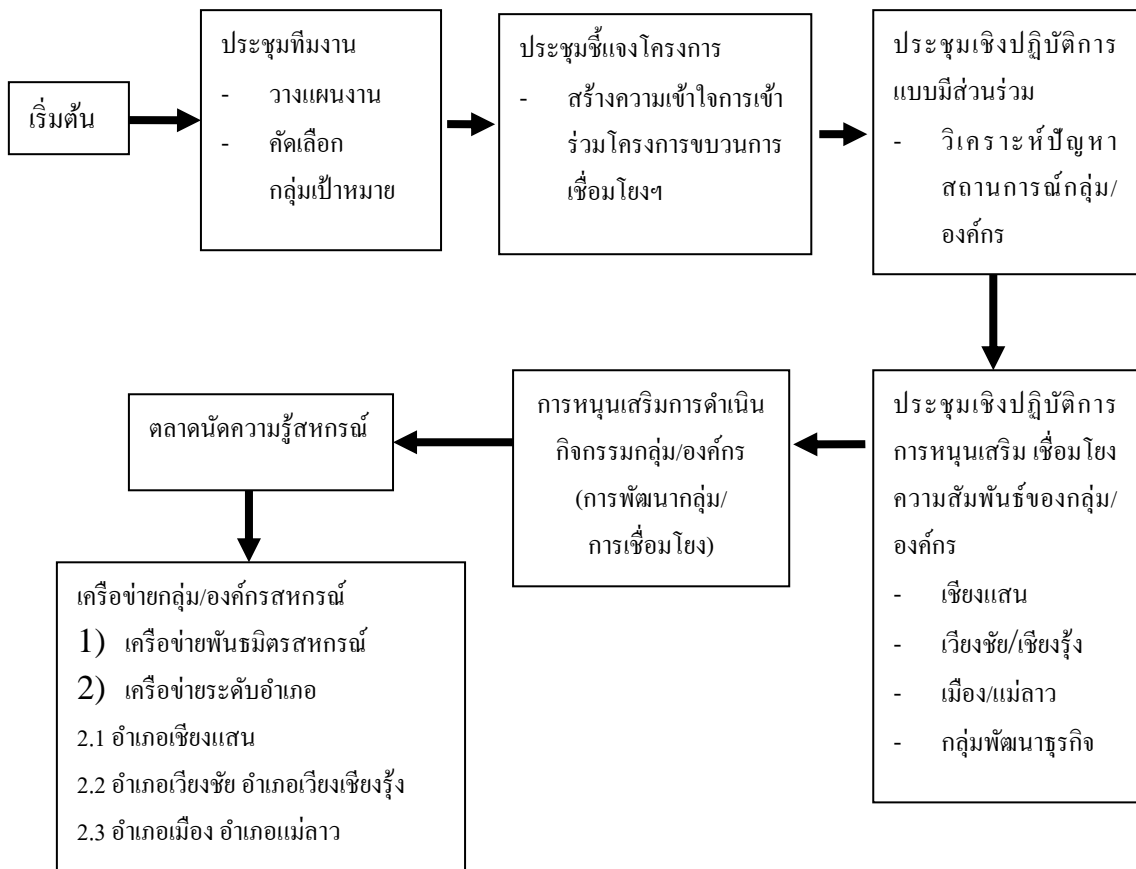 เริ่มต้น
ประชุมทีมงาน
- วางแผนงาน
- คัดเลือก
กลุ่มเป้าหมาย
ประชุมชี้แจงโครงการ
- สร้างความเข้าใจการเข้า
ร่วมโครงการขบวนการ
เชื่อมโยงฯ
ประชุมเชิงปฏิบัติการ
แบบมีส่วนร่วม
- วิเคราะห์ปัญหา
สถานการณ์กลุ่ม/
องค์กร
ประชุมเชิงปฏิบัติการ
การหนุนเสริม เชื่อมโยง
ความสัมพันธ์ของกลุ่ม/
องค์กร
- เชียงแสน
- เวียงชัย/เชียงรุ้ง
- เมือง/แม่ลาว
- กลุ่มพัฒนาธุรกิจ
การหนุนเสริมการดำเนิน
กิจกรรมกลุ่ม/องค์กร
(การพัฒนากลุ่ม/
การเชื่อมโยง)
ตลาดนัดความรู้สหกรณ์
เครือข่ายกลุ่ม/องค์กรสหกรณ์
1) เครือข่ายพันธมิตรสหกรณ์
2) เครือข่ายระดับอำเภอ
2.1 อำเภอเชียงแสน
2.2 อำเภอเวียงชัย อำเภอเวียงเชียงรุ้ง
2.3 อำเภอเมือง อำเภอแม่ลาว